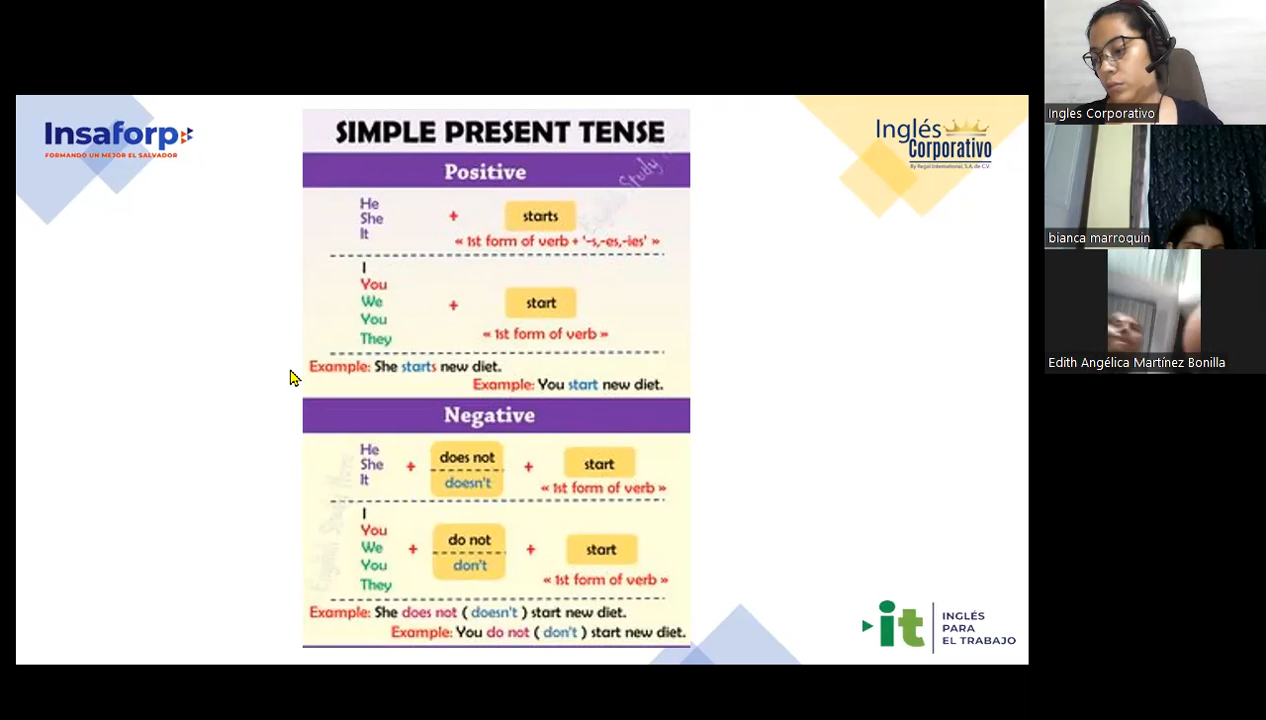 Insaforp
FORMANDO UN MEJOR EL SALVADOR
SIMPLE PRESENT TENSE
Inglés
Corporativo
By Regal International, S.A. de C.V.
Positive
He
She
It
+
starts
« 1st form of verb + '-s,-es,-ies' »
I
You
We
You
They
+
start
« 1st form of verb »
Example: She starts new diet.
Example: You start new diet.
Negative
He
She
It
+
does not
doesn't
+
start
« 1st form of verb »
I
You
We
You
They
+
do not
don't
+
start
« 1st form of verb »
Example: She does not ( doesn't ) start new diet.
Example: You do not ( don't ) start new diet.
it
INGLÉS
PARA
EL TRABAJO
Ingles Corporativo
bianca marroquin
Edith Angélica Martínez Bonilla